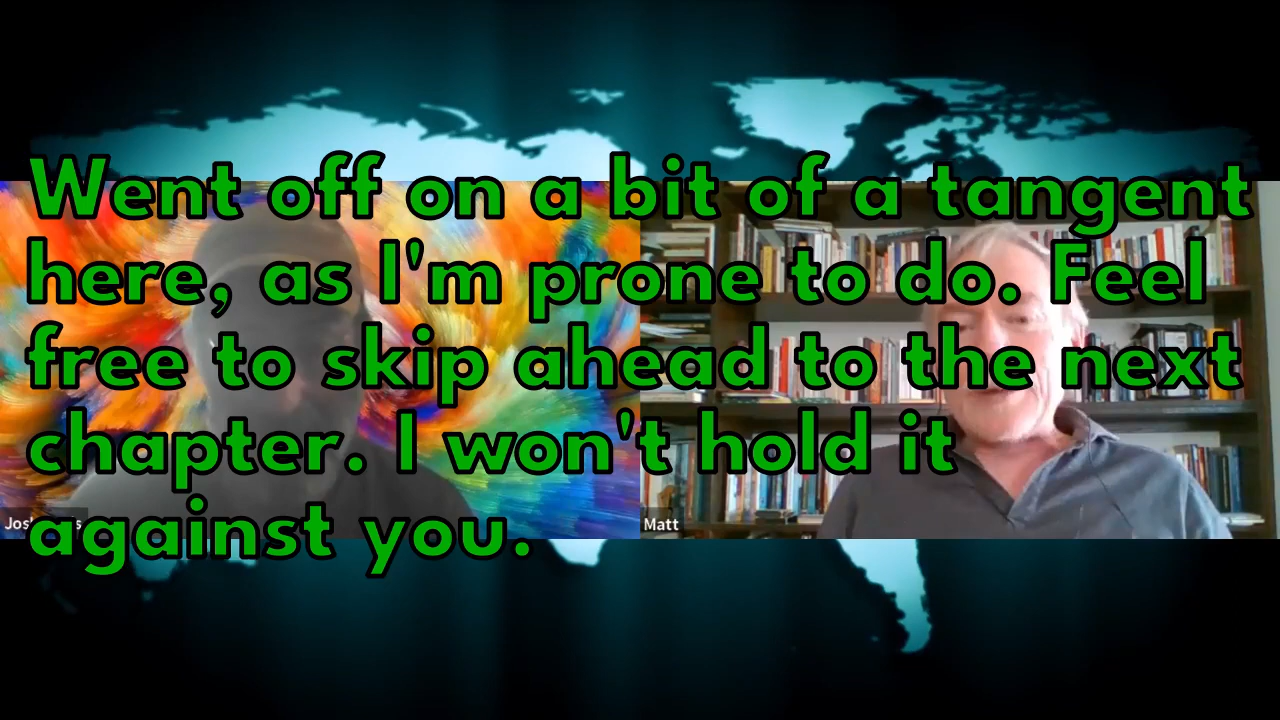 Went off on a bit of a tangent
here, as I'm prone to do. Feel
free to skip ahead to the next
chapter. I won't hold it
against you.
Matt